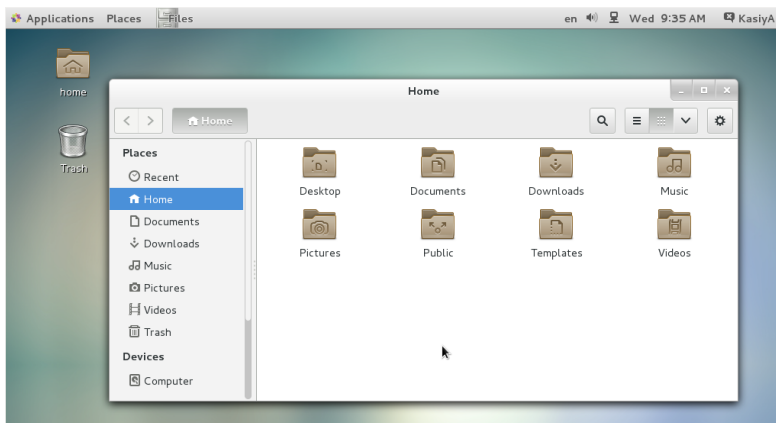 Applications Places Files en Wed 9:35 AM KasiyA
home
Trash
Home
Home
Places
Recent
Home
Documents
Downloads
Music
Pictures
Videos
Trash
Devices
Computer
Desktop Documents Downloads Music
Pictures Public Templates Videos